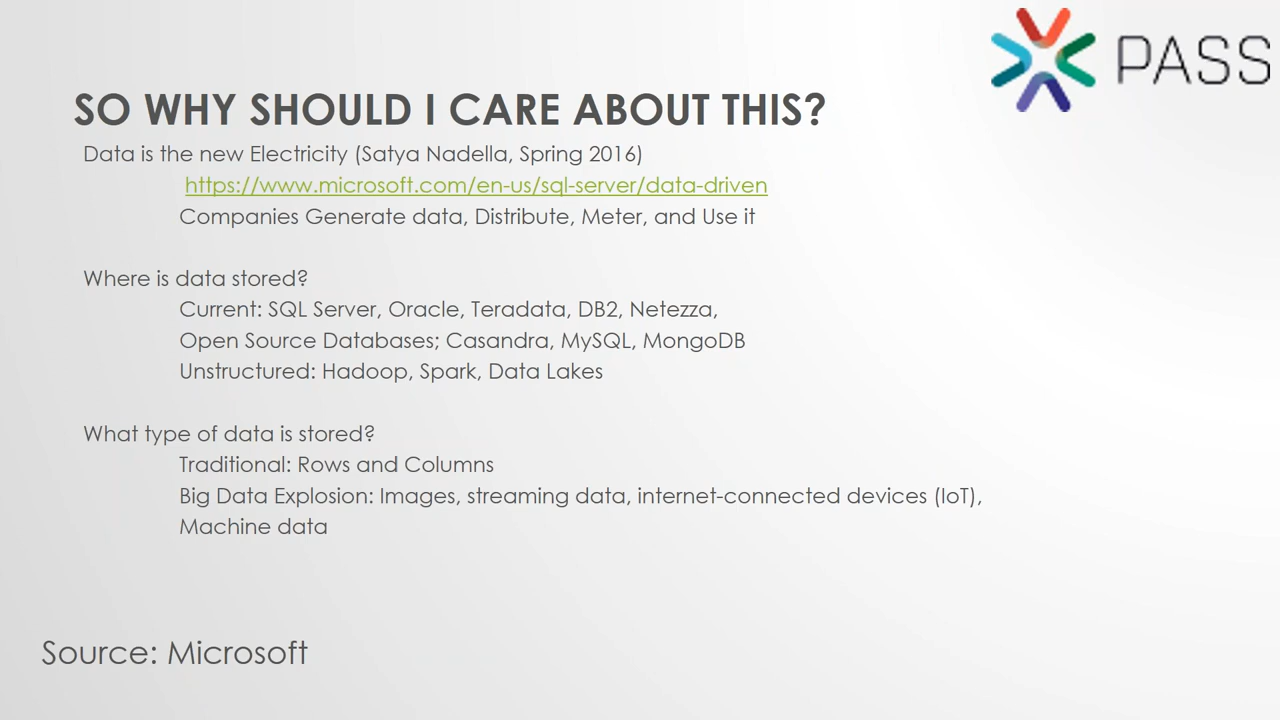 PASS
SO WHY SHOULD I CARE ABOUT THIS?
Data is the new Electricity (Satya Nadella, Spring 2016)
https://www.microsoft.com/en-us/sql-server/data-driven
Companies Generate data, Distribute, Meter, and Use it
Where is data stored?
Current: SQL Server, Oracle, Teradata, DB2, Netezza,
Open Source Databases; Casandra, MySQL, MongoDB
Unstructured: Hadoop, Spark, Data Lakes
What type of data is stored?
Traditional: Rows and Columns
Big Data Explosion: Images, streaming data, internet-connected devices (IoT),
Machine data
Source: Microsoft